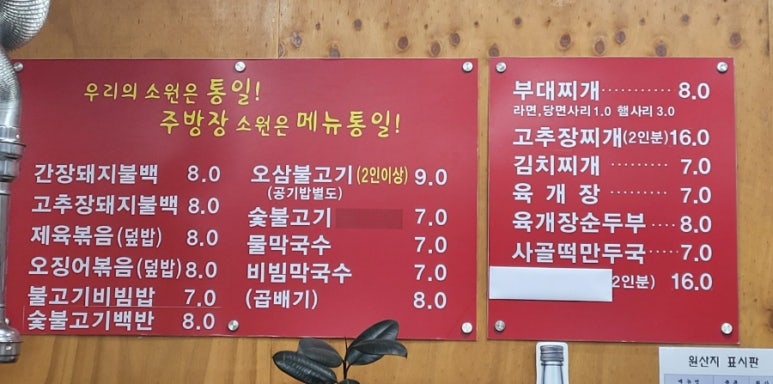 우리의 소원은 통일!
주방장 소원은 메뉴통일!
간장돼지불백 8.0
고추장돼지불백 8.0
제육볶음(덮밥) 8.0
오징어볶음(덮밥) 8.0
불고기비빔밥 7.0
숯불고기백반 8.0
오삼불고기(2인이상) 9.0
(공기밥별도)
숯불고기 7.0
물막국수 7.0
비빔막국수 7.0
(곱배기) 8.0
부대찌개·········· 8.0
라면,당면사리1.0 햄사리 3.0
고추장찌개(2인분)16.0
김치찌개·········· 7.0
육 개 장 ········· 7.0
육개장순두부···· 8.0
사골떡만두국····7.0
2인분) 16.0
원산지 표시판